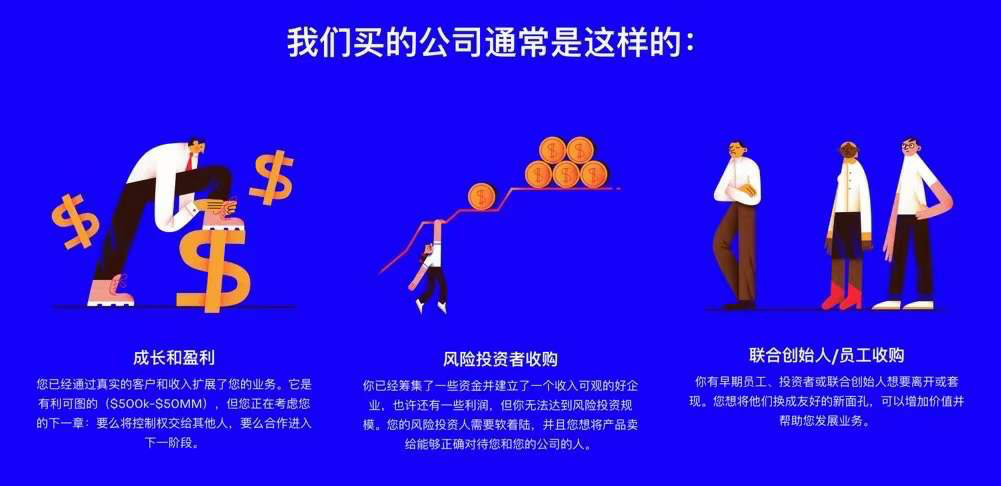 我们买的公司通常是这样的：
成长和盈利
您已经通过真实的客户和收入扩展了您的业务。它是
有利可图的（$500k-$50MM），但您正在考虑您
的下一章：要么将控制权交给其他人，要么合作进入
下一阶段。
风险投资者收购
你已经筹集了一些资金并建立了一个收入可观的好企
业，也许还有一些利润，但你无法达到风险投资规
模。您的风险投资人需要软着陆，并且您想将产品卖
给能够正确对待您和您的公司的人。
联合创始人/员工收购
你有早期员工、投资者或联合创始人想要离开或套
现。您想将他们换成友好的新面孔，可以增加价值并
帮助您发展业务。